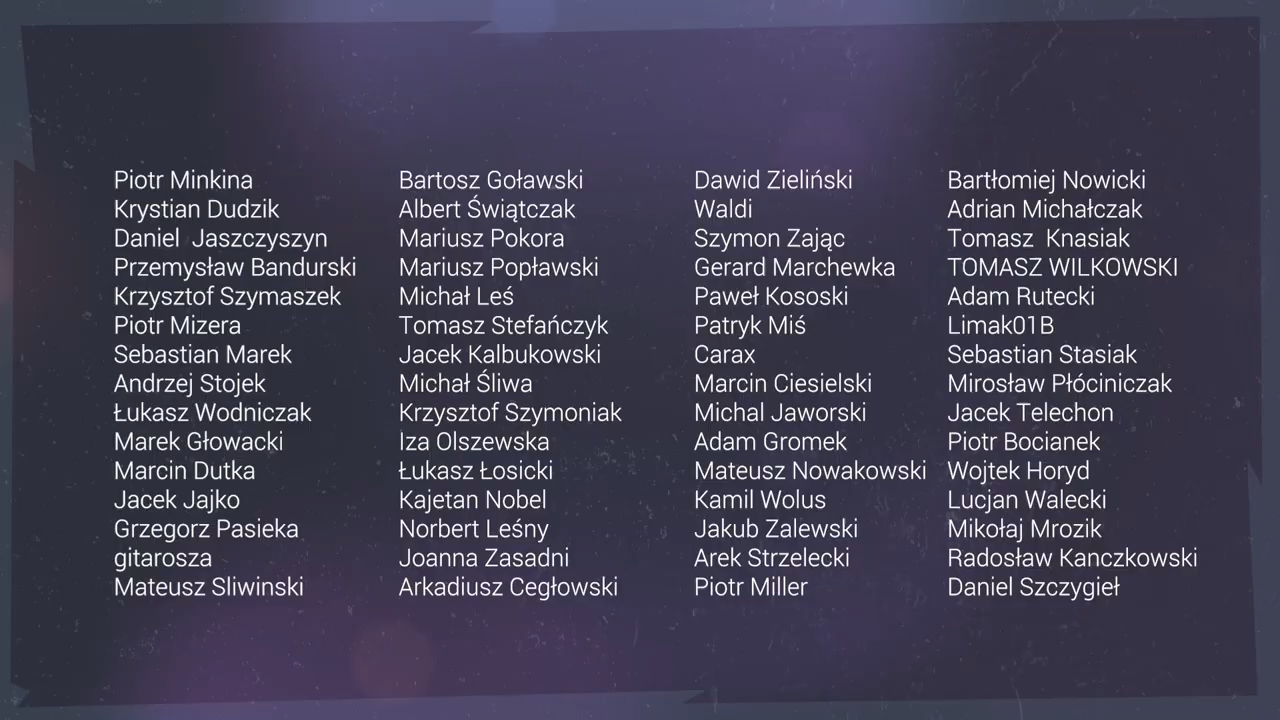 Piotr Minkina
Krystian Dudzik
Daniel  Jaszczyszyn
Przemysław Bandurski
Krzysztof Szymaszek
Piotr Mizera
Sebastian Marek
Andrzej Stojek
Łukasz Wodniczak
Marek Głowacki
Marcin Dutka
Jacek Jajko
Grzegorz Pasieka
gitarosza
Mateusz Sliwinski
Bartosz Goławski
Albert Świątczak
Mariusz Pokora
Mariusz Popławski
Michał Leś
Tomasz Stefańczyk
Jacek Kalbukowski
Michał Śliwa
Krzysztof Szymoniak
Iza Olszewska
Łukasz Łosicki
Kajetan Nobel
Norbert Leśny
Joanna Zasadni
Arkadiusz Cegłowski
Dawid Zieliński
Waldi
Szymon Zając
Gerard Marchewka
Paweł Kososki
Patryk Miś
Carax
Marcin Ciesielski
Michal Jaworski
Adam Gromek
Mateusz Nowakowski
Kamil Wolus
Jakub Zalewski
Arek Strzelecki
Piotr Miller
Bartłomiej Nowicki
Adrian Michałczak
Tomasz  Knasiak
TOMASZ WILKOWSKI
Adam Rutecki
Limak01B
Sebastian Stasiak
Mirosław Płóciniczak
Jacek Telechon
Piotr Bocianek
Wojtek Horyd
Lucjan Walecki
Mikołaj Mrozik
Radosław Kanczkowski
Daniel Szczygieł